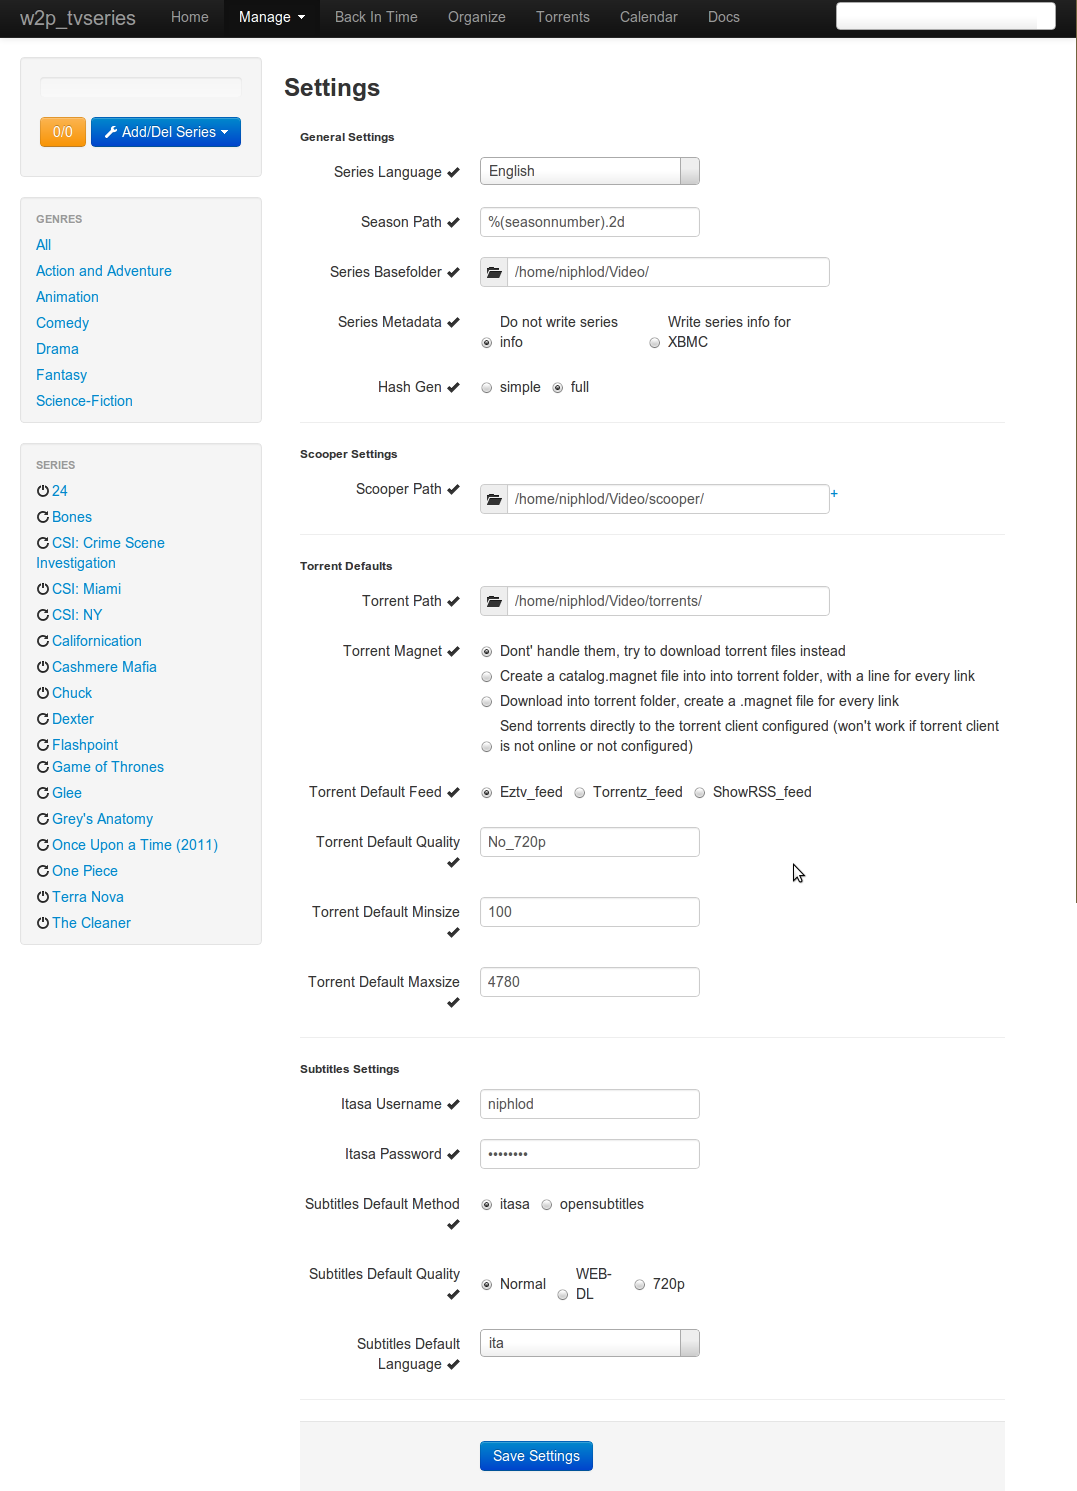 w2p_tvseries Home Manage Back In Time Organize Torrents Calendar Docs
0/0 Add/Del Series
GENRES
All
Action and Adventure
Animation
Comedy
Drama
Fantasy
Science-Fiction
SERIES
24
Bones
CSI: Crime Scene
Investigation
CSI: Miami
CSI: NY
Californication
Cashmere Mafia
Chuck
Dexter
Flashpoint
Game of Thrones
Glee
Grey's Anatomy
Once Upon a Time (2011)
One Piece
Terra Nova
The Cleaner
Settings
General Settings
Series Language English
Season Path %(seasonnumber).2d
Series Basefolder /home/niphlod/Video/
Series Metadata Do not write series info Write series info for XBMC
Hash Gen simple full
Scooper Settings
Scooper Path /home/niphlod/Video/scooper/ +
Torrent Defaults
Torrent Path /home/niphlod/Video/torrents/
Torrent Magnet Dont' handle them, try to download torrent files instead
Create a catalog.magnet file into into torrent folder, with a line for every link
Download into torrent folder, create a .magnet file for every link
Send torrents directly to the torrent client configured (won't work if torrent client
is not online or not configured)
Torrent Default Feed Eztv_feed Torrentz_feed ShowRSS_feed
Torrent Default Quality No_720p
Torrent Default Minsize 100
Torrent Default Maxsize 4780
Subtitles Settings
Itasa Username niphlod
Itasa Password ••••••••
Subtitles Default Method itasa opensubtitles
Subtitles Default Quality Normal WEB-DL 720p
Subtitles Default
Language ita
Save Settings